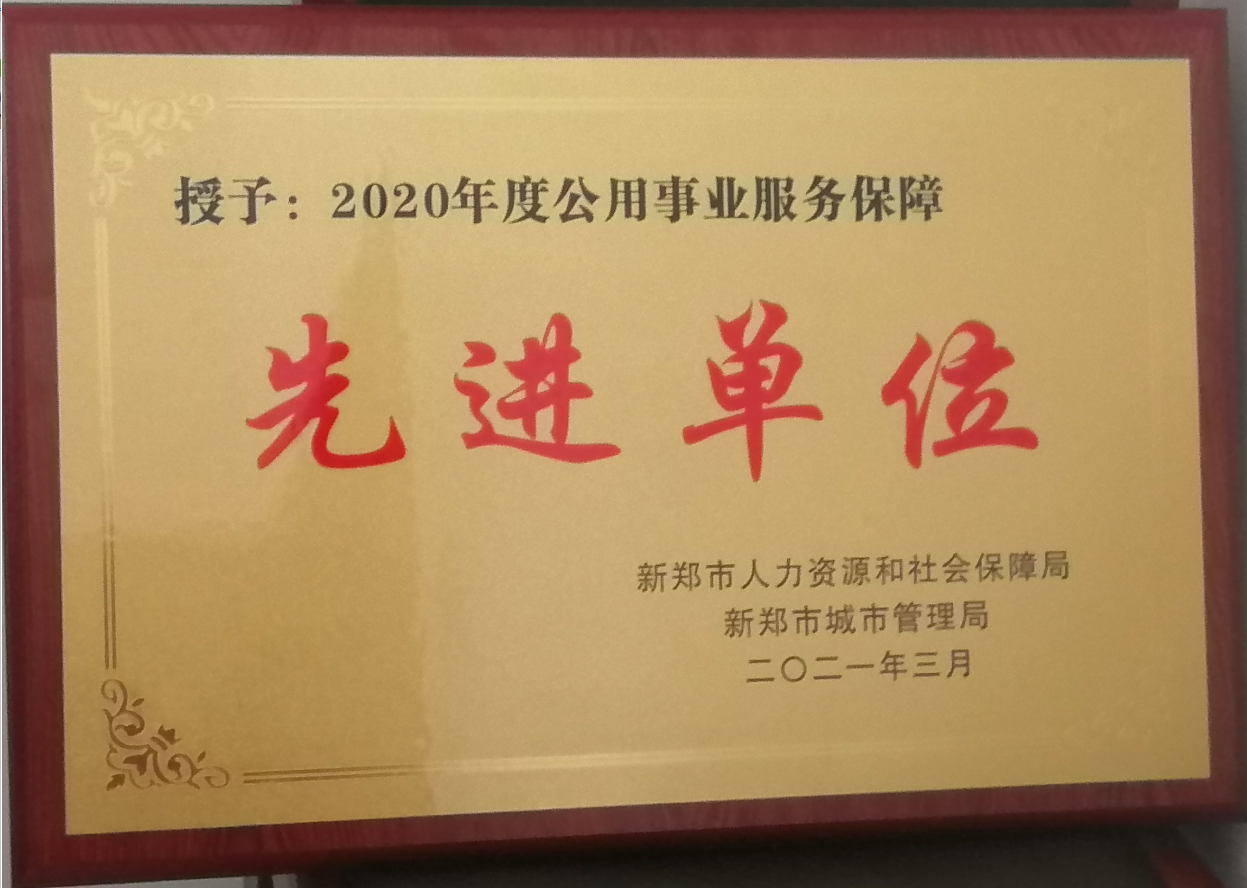 授予：2020年度公用事业服务保障
先进单位
新郑市人力资源和社会保障局
新郑市城市管理局
二〇二一年三月